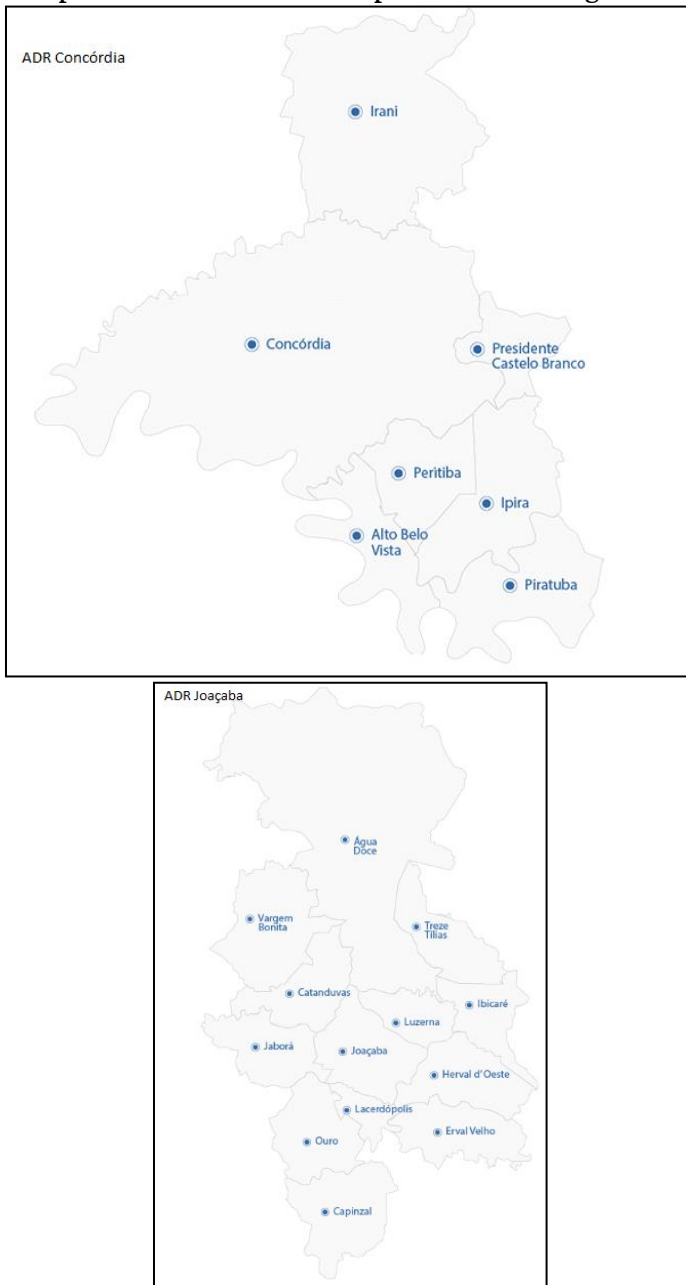 ADR Concórdia
Irani
Concórdia
Presidente
Castelo Branco
Peritiba
Ipira
Alto Belo
Vista
Piratuba
ADR Joaçaba
Água
Doce
Vargem
Bonita
Treze
Tílias
Catanduvas
Ibicaré
Luzerna
Jaborá
Joaçaba
Herval d'Oeste
Lacerdópolis
Erval Velho
Ouro
Capinzal